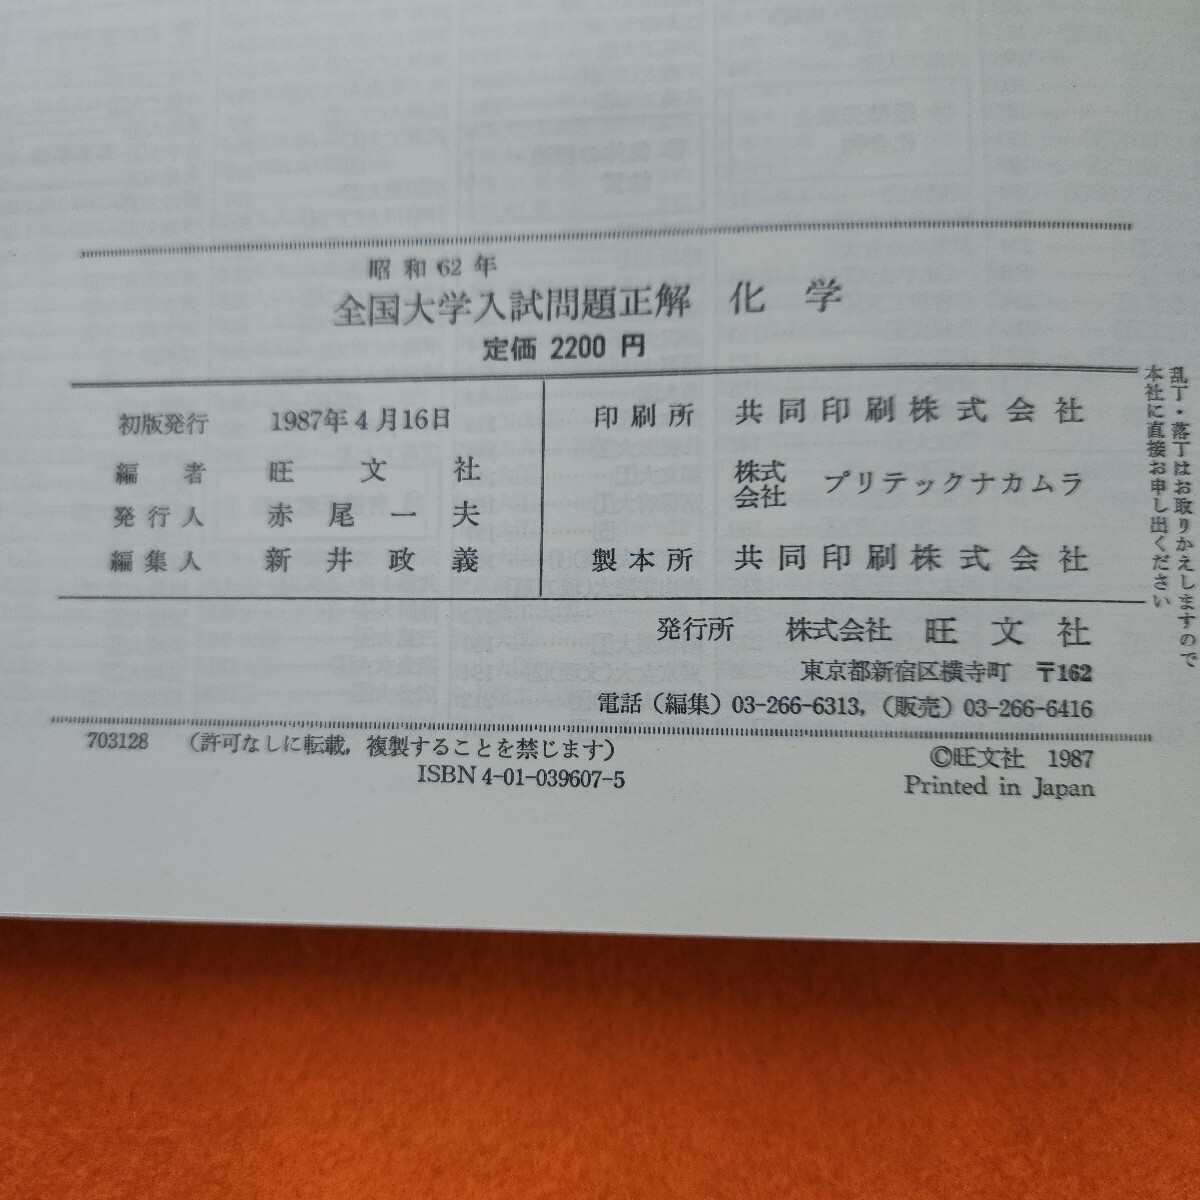 昭和62年
全国大学入試問題正解 化学
定価 2200 円
初版発行 1987年4月16日
編者 旺文社
発行人 赤尾一夫
編集人 新井政義
印刷所 共同印刷株式会社
株式会社 プリテックナカムラ
製本所 共同印刷株式会社
発行所 株式会社 旺文社
東京都新宿区横寺町 〒162
電話（編集）03-266-6313,（販売）03-266-6416
乱丁・落丁はお取りかえしますので
本社に直接お申し出ください
703128 （許可なしに転載，複製することを禁じます）
ISBN 4-01-039607-5
©旺文社 1987
Printed in Japan